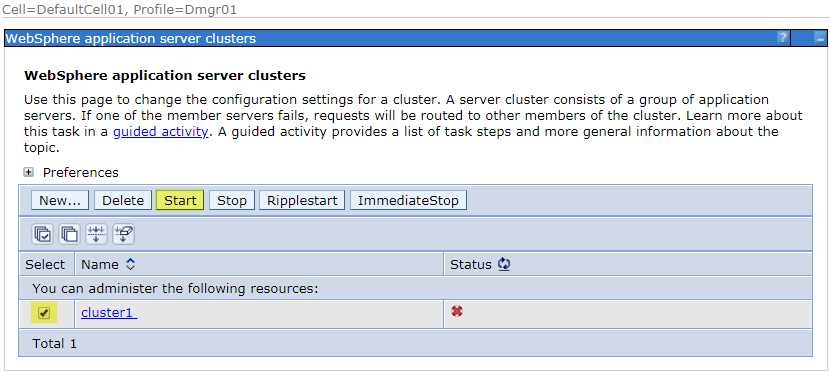 Cell=DefaultCell01, Profile=Dmgr01
WebSphere application server clusters ? _
WebSphere application server clusters
Use this page to change the configuration settings for a cluster. A server cluster consists of a group of application
servers. If one of the member servers fails, requests will be routed to other members of the cluster. Learn more about
this task in a guided activity. A guided activity provides a list of task steps and more general information about the
topic.
Preferences
New... Delete Start Stop Ripplestart ImmediateStop
Select Name Status
You can administer the following resources:
cluster1
Total 1